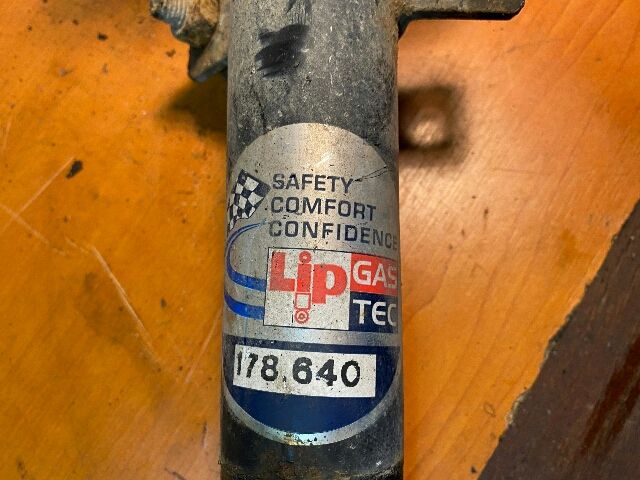 SAFETY
COMFORT
CONFIDENCE
Lip GAS
TEC
178.640